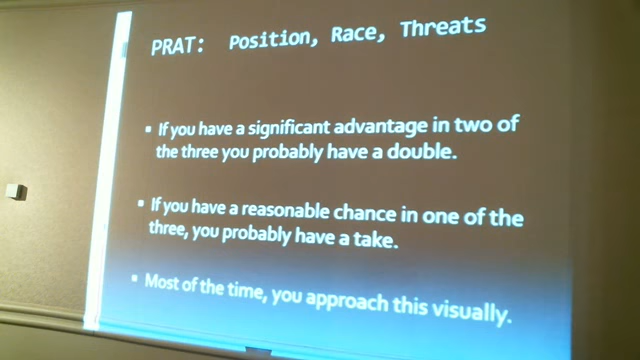 PRAT: Position, Race, Threats
▪ If you have a significant advantage in two of
the three you probably have a double.
▪ If you have a reasonable chance in one of the
three, you probably have a take.
▪ Most of the time, you approach this visually.